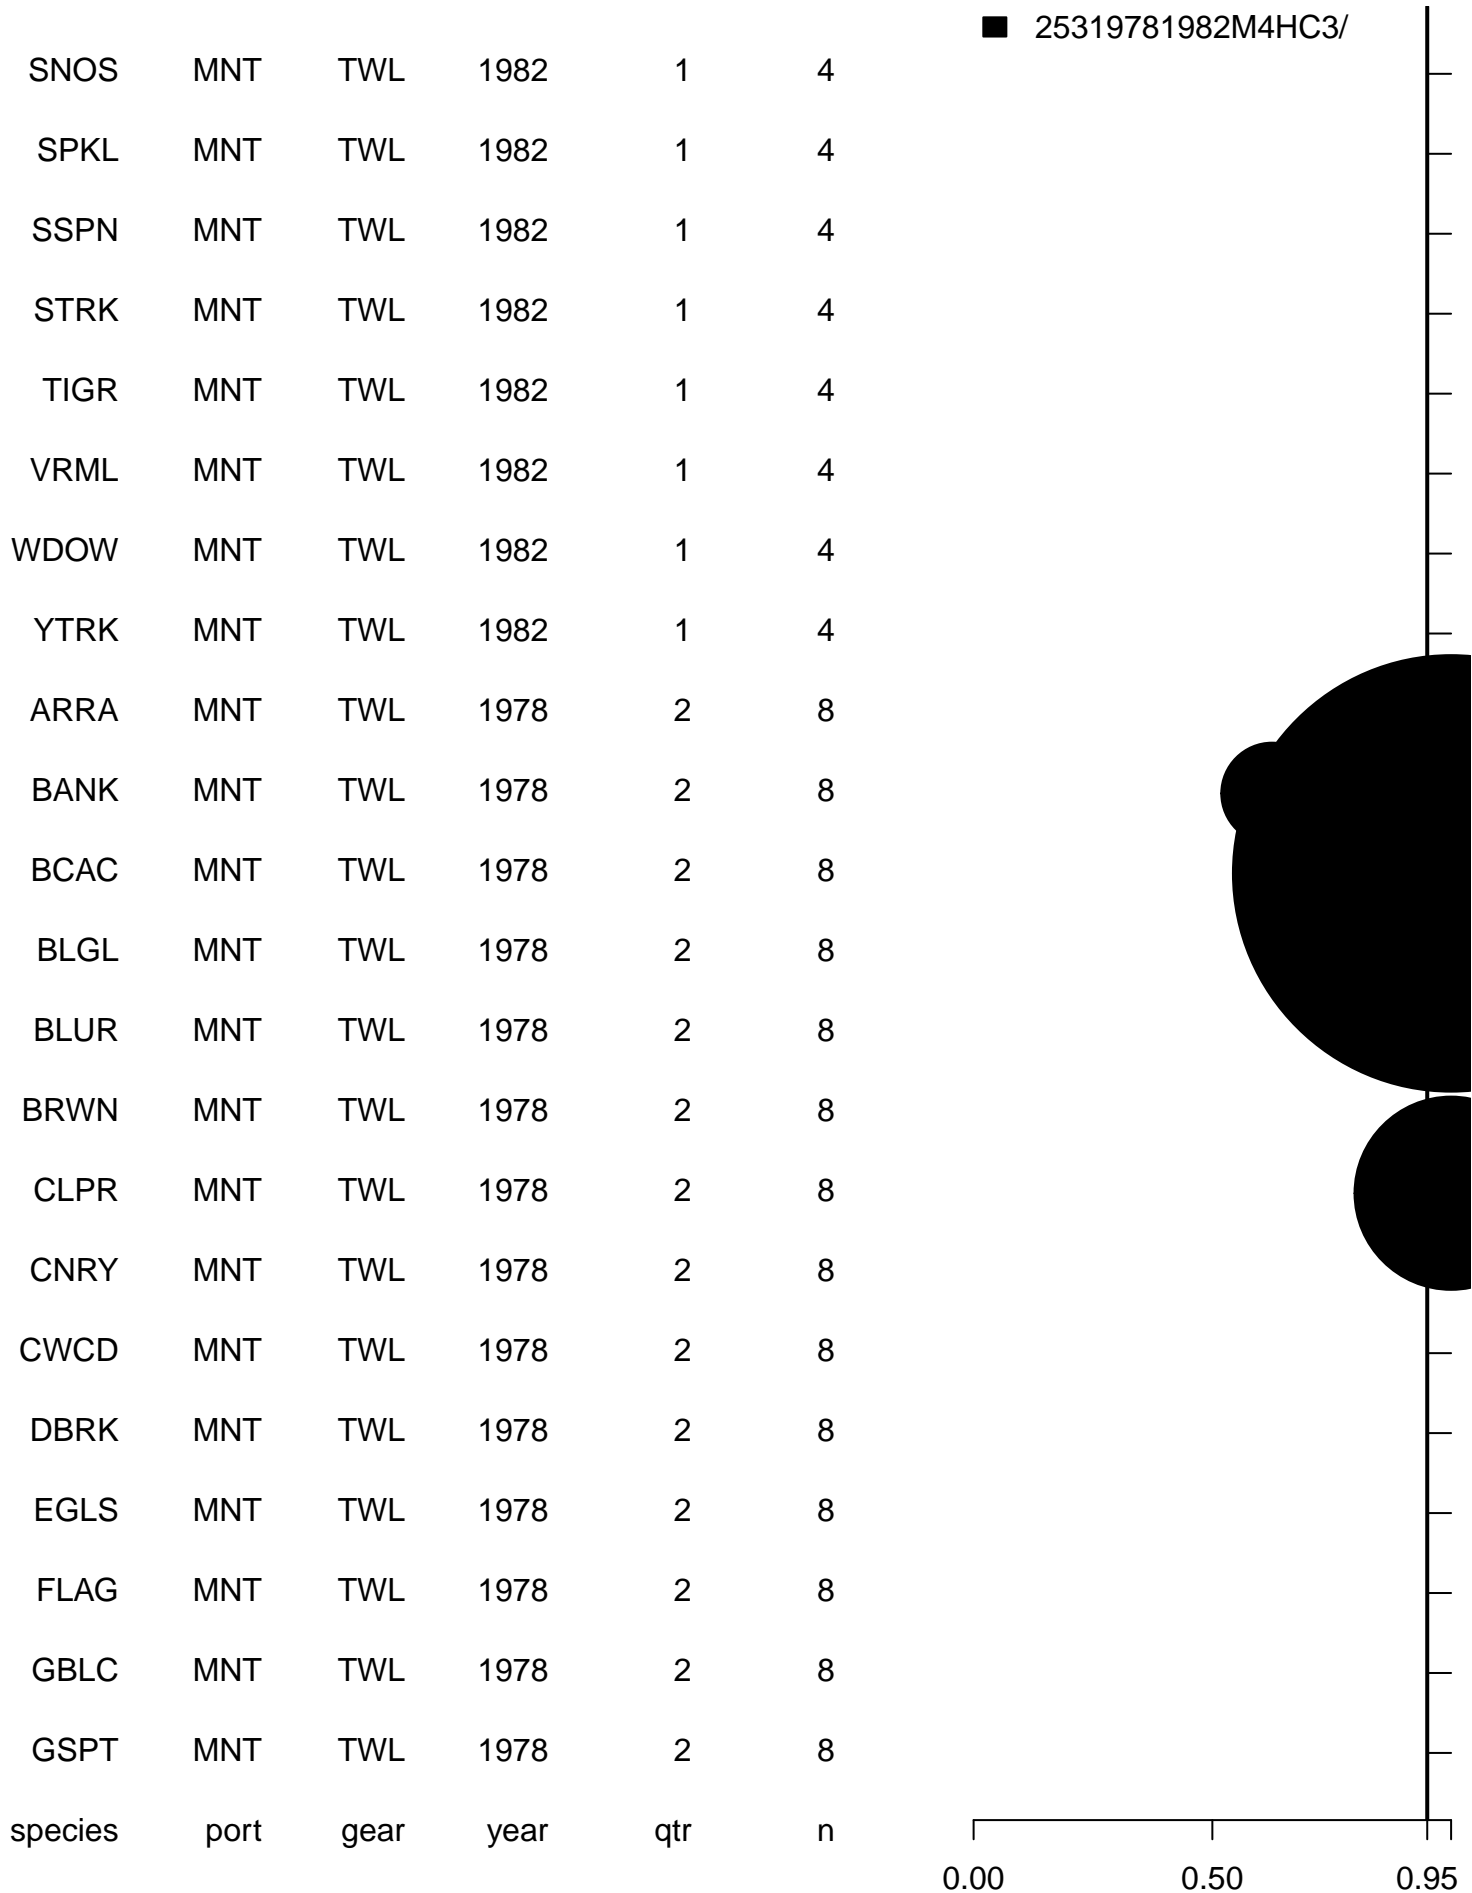 25319781982M4HC3/
SNOS MNT TWL 1982 1 4
SPKL MNT TWL 1982 1 4
SSPN MNT TWL 1982 1 4
STRK MNT TWL 1982 1 4
TIGR MNT TWL 1982 1 4
VRML MNT TWL 1982 1 4
WDOW MNT TWL 1982 1 4
YTRK MNT TWL 1982 1 4
ARRA MNT TWL 1978 2 8
BANK MNT TWL 1978 2 8
BCAC MNT TWL 1978 2 8
BLGL MNT TWL 1978 2 8
BLUR MNT TWL 1978 2 8
BRWN MNT TWL 1978 2 8
CLPR MNT TWL 1978 2 8
CNRY MNT TWL 1978 2 8
CWCD MNT TWL 1978 2 8
DBRK MNT TWL 1978 2 8
EGLS MNT TWL 1978 2 8
FLAG MNT TWL 1978 2 8
GBLC MNT TWL 1978 2 8
GSPT MNT TWL 1978 2 8
species port gear year qtr n
0.00 0.50 0.95